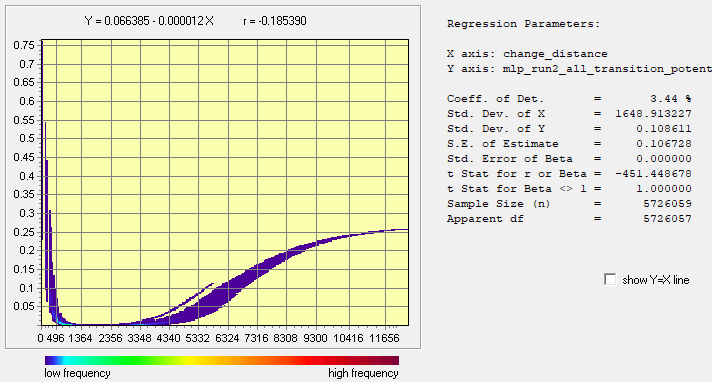 Y = 0.066385 - 0.000012 X r = -0.185390
0.75
0.7
0.65
0.6
0.55
0.5
0.45
0.4
0.35
0.3
0.25
0.2
0.15
0.1
0.05
0 496 1364 2356 3348 4340 5332 6324 7316 8308 9300 10416 11656
low frequency high frequency
Regression Parameters:
X axis: change_distance
Y axis: mlp_run2_all_transition_potent
Coeff. of Det. = 3.44 %
Std. Dev. of X = 1648.913227
Std. Dev. of Y = 0.108611
S.E. of Estimate = 0.106728
Std. Error of Beta = 0.000000
t Stat for r or Beta = -451.448678
t Stat for Beta <> 1 = 1.000000
Sample Size (n) = 5726059
Apparent df = 5726057
show Y=X line